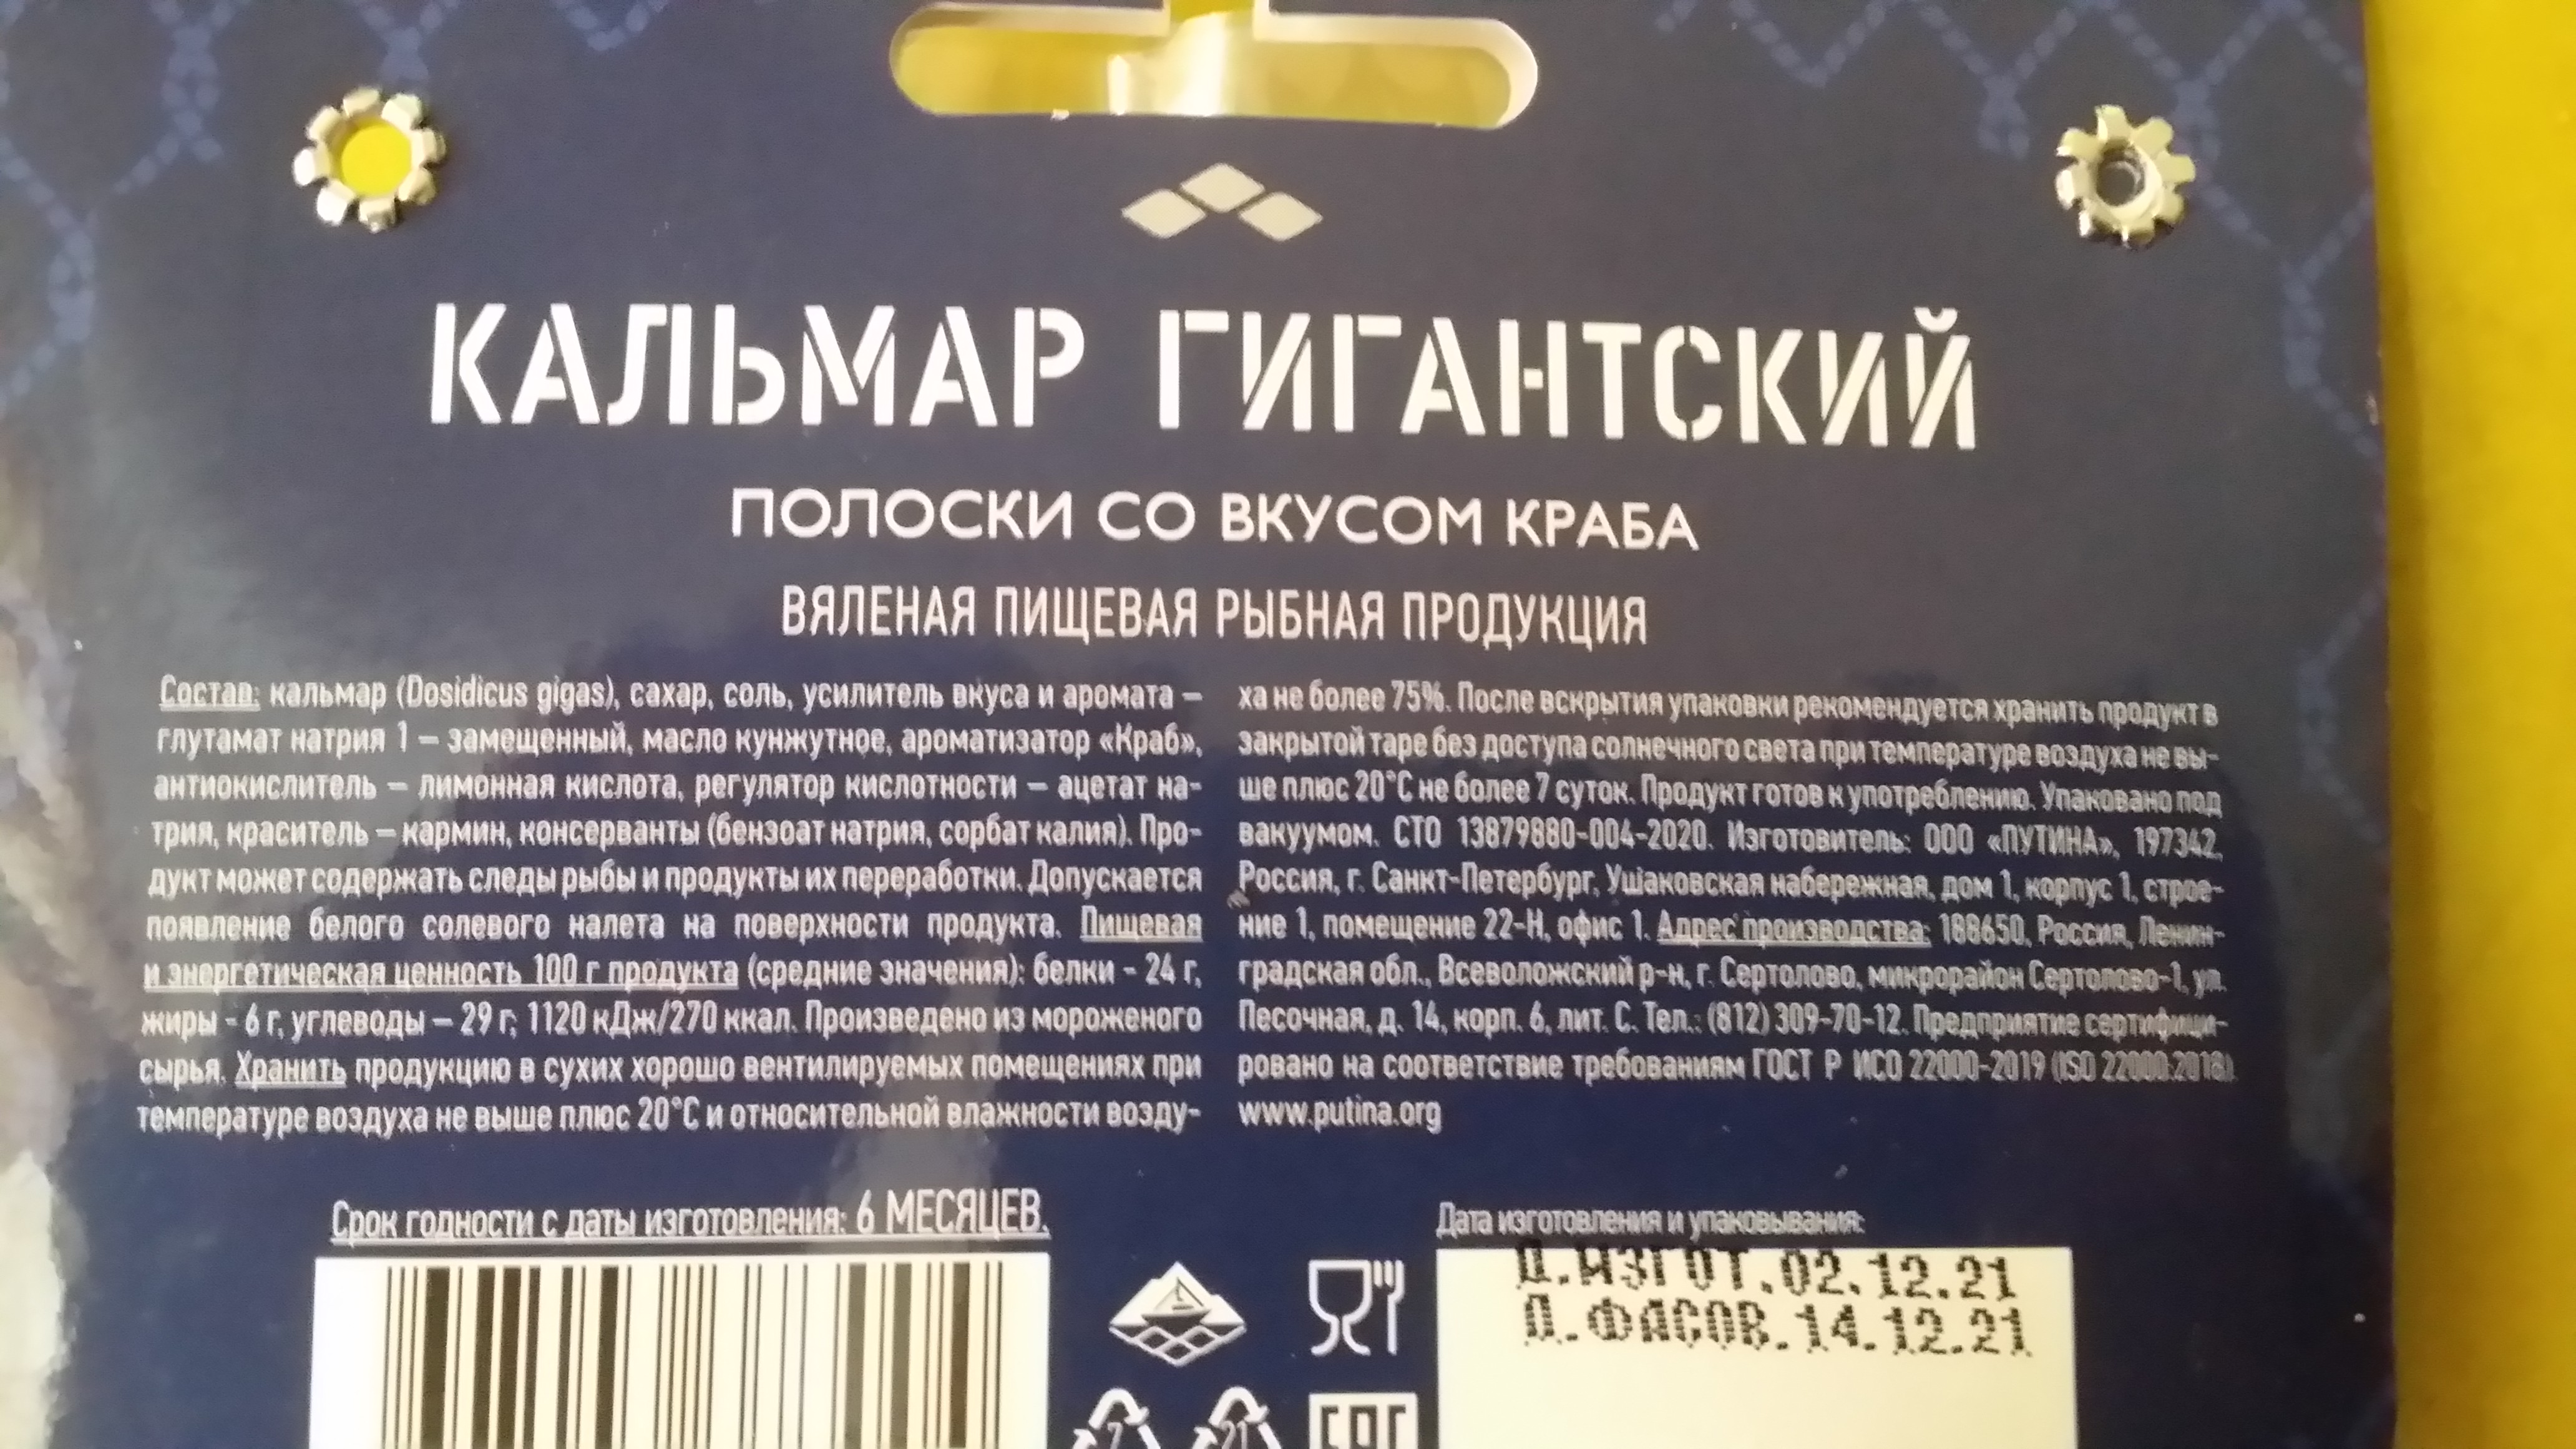 КАЛЬМАР ГИГАНТСКИЙ
ПОЛОСКИ СО ВКУСОМ КРАБА
ВЯЛЕНАЯ ПИЩЕВАЯ РЫБНАЯ ПРОДУКЦИЯ
Состав: кальмар (Dosidicus gigas), сахар, соль, усилитель вкуса и аромата –
глутамат натрия 1 – замещенный, масло кунжутное, ароматизатор «Краб»,
антиокислитель – лимонная кислота, регулятор кислотности – ацетат на-
трия, краситель – кармин, консерванты (бензоат натрия, сорбат калия). Про-
дукт может содержать следы рыбы и продукты их переработки. Допускается
появление белого солевого налета на поверхности продукта. Пищевая
и энергетическая ценность 100 г продукта (средние значения): белки - 24 г,
жиры - 6 г, углеводы – 29 г; 1120 кДж/270 ккал. Произведено из мороженого
сырья. Хранить продукцию в сухих хорошо вентилируемых помещениях при
температуре воздуха не выше плюс 20°С и относительной влажности возду-
ха не более 75%. После вскрытия упаковки рекомендуется хранить продукт в
закрытой таре без доступа солнечного света при температуре воздуха не вы-
ше плюс 20°С не более 7 суток. Продукт готов к употреблению. Упаковано под
вакуумом. СТО 13879880-004-2020. Изготовитель: ООО «ПУТИНА», 197342,
Россия, г. Санкт-Петербург, Ушаковская набережная, дом 1, корпус 1, строе-
ние 1, помещение 22-Н, офис 1. Адрес производства: 188650, Россия, Ленин-
градская обл., Всеволожский р-н, г. Сертолово, микрорайон Сертолово-1, ул.
Песочная, д. 14, корп. 6, лит. С. Тел.: (812) 309-70-12. Предприятие сертифици-
ровано на соответствие требованиям ГОСТ Р ИСО 22000-2019 (ISO 22000:2018).
www.putina.org
Срок годности с даты изготовления: 6 МЕСЯЦЕВ.
Дата изготовления и упаковывания:
Д.ИЗГОТ.02.12.21
Д.ФАСОВ.14.12.21
7
21
EAC